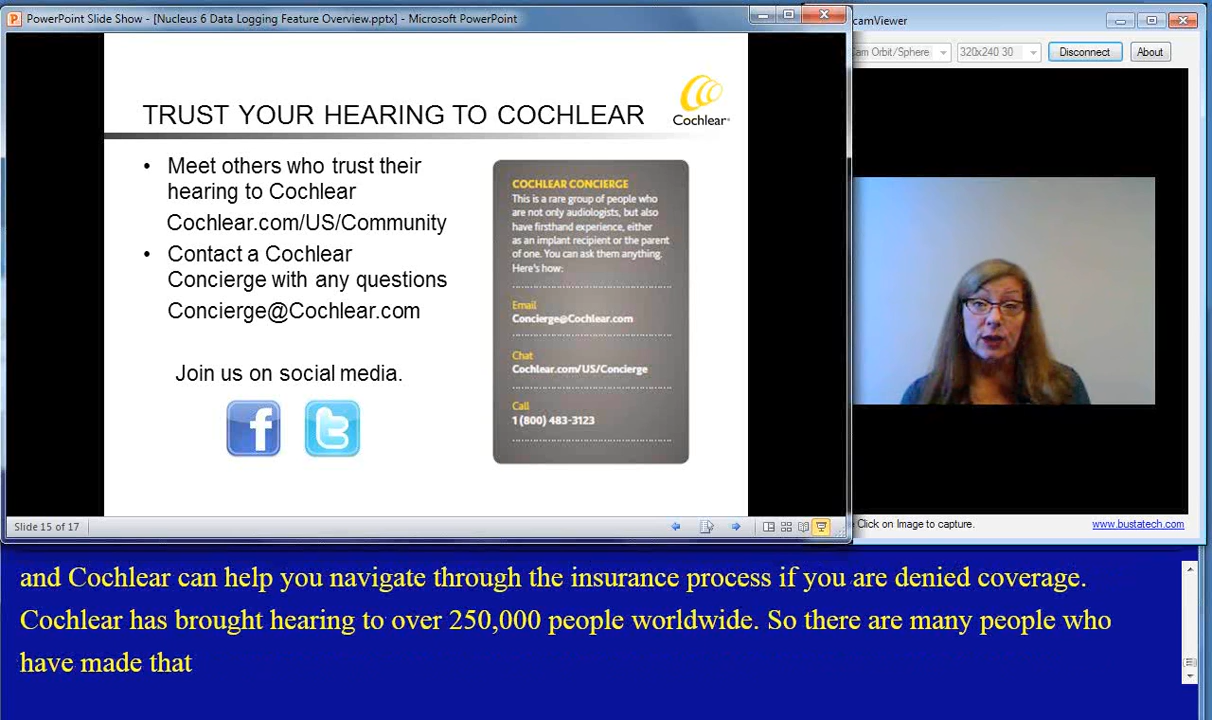 PowerPoint Slide Show - [Nucleus 6 Data Logging Feature Overview.pptx] - Microsoft PowerPoint
TRUST YOUR HEARING TO COCHLEAR
Cochlear®
• Meet others who trust their
hearing to Cochlear
Cochlear.com/US/Community
• Contact a Cochlear
Concierge with any questions
Concierge@Cochlear.com
Join us on social media.
f
t
COCHLEAR CONCIERGE
This is a rare group of people who
are not only audiologists, but also
have firsthand experience, either
as an implant recipient or the parent
of one. You can ask them anything.
Here's how:
Email
Concierge@Cochlear.com
Chat
Cochlear.com/US/Concierge
Call
1 (800) 483-3123
Slide 15 of 17
camViewer
Cam Orbit/Sphere
320x240 30
Disconnect
About
Click on Image to capture.
www.bustatech.com
and Cochlear can help you navigate through the insurance process if you are denied coverage.
Cochlear has brought hearing to over 250,000 people worldwide. So there are many people who
have made that